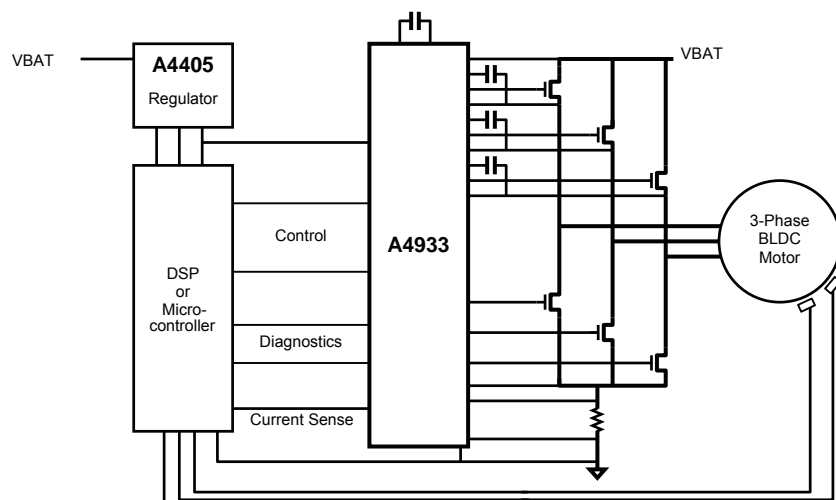 VBAT
A4405
Regulator
VBAT
Control
A4933
3-Phase
BLDC
Motor
DSP
or
Micro-
controller
Diagnostics
Current Sense